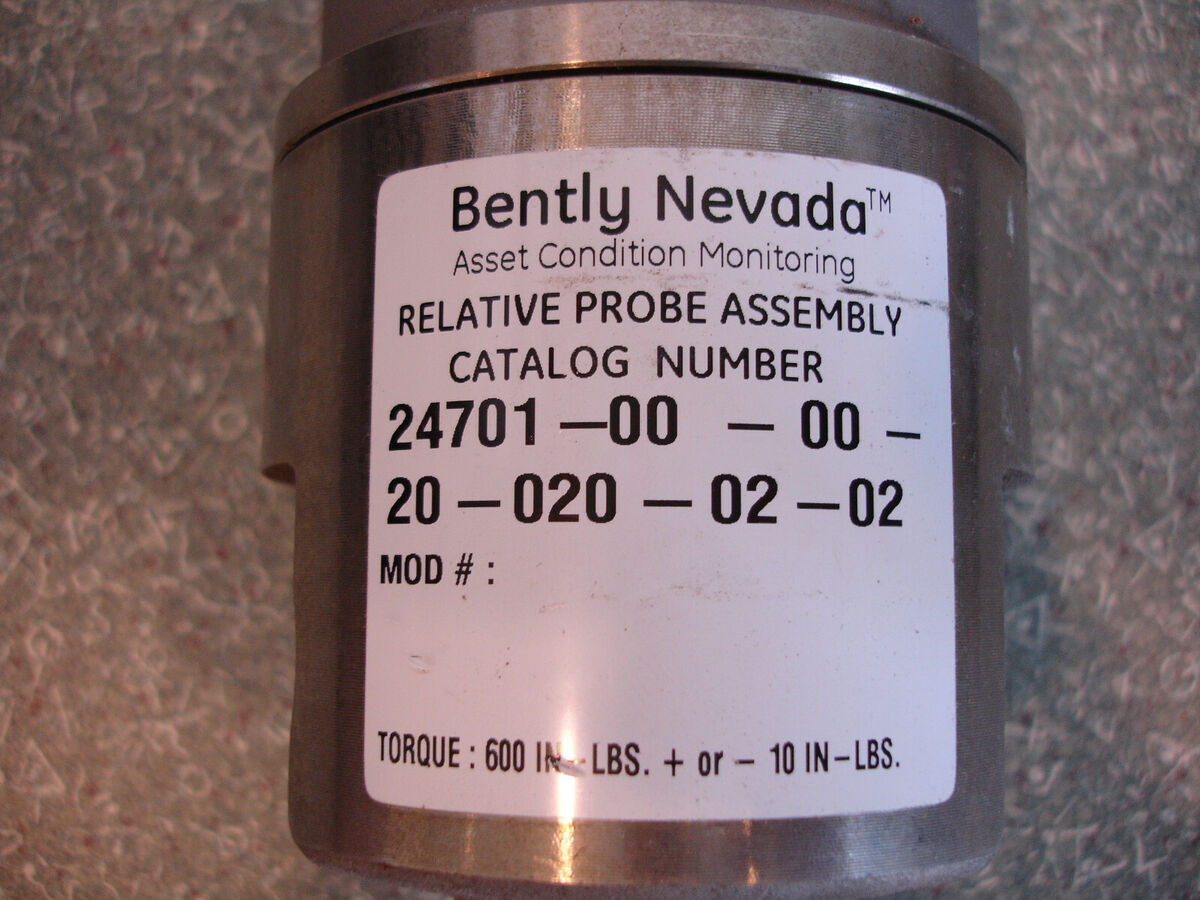 Bently Nevada™
Asset Condition Monitoring
RELATIVE PROBE ASSEMBLY
CATALOG NUMBER
24701 –00 – 00 –
20 – 020 – 02 – 02
MOD # :
TORQUE : 600 IN-LBS. + or – 10 IN-LBS.